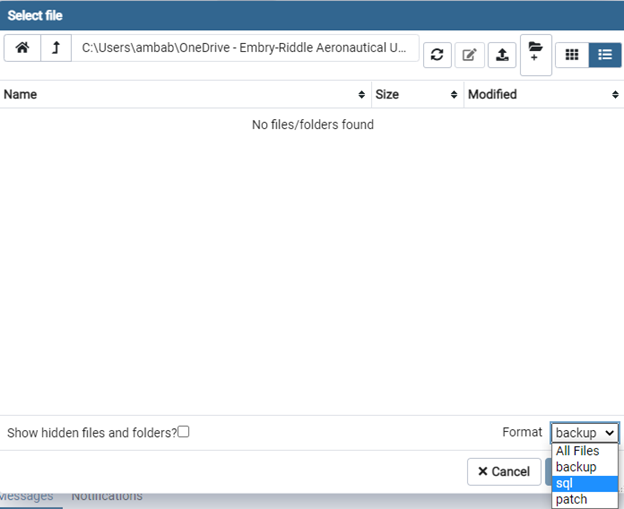 Select file
C:\Users\ambab\OneDrive - Embry-Riddle Aeronautical U...
Name Size Modified
No files/folders found
Show hidden files and folders?
Format backup
All Files
backup
sql
patch
Cancel
Messages Notifications